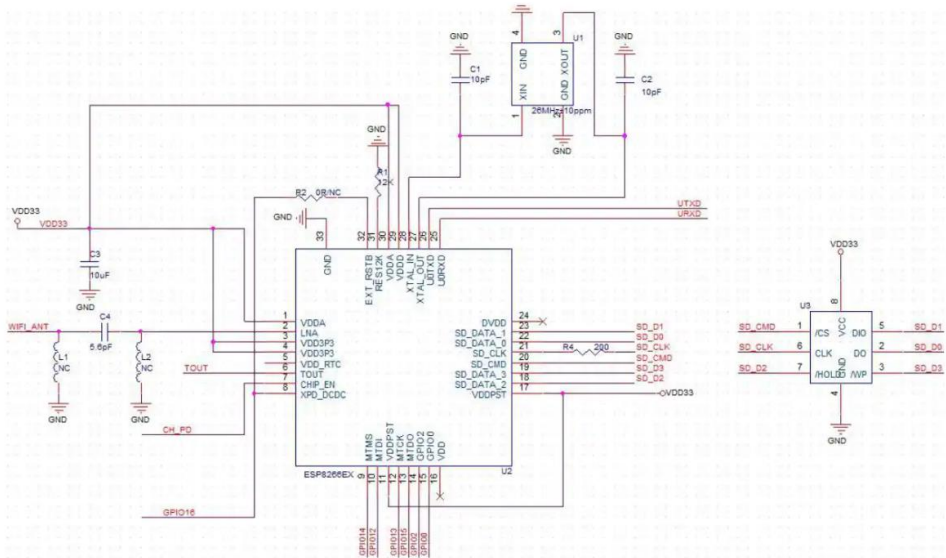 GND
GND
C1
10pF
4
3
U1
GND
XOUT
XIN
GND
26MHz/10ppm
1
2
GND
C2
10pF
GND
R1
12K
R2 0R/NC
GND
UTXD
URXD
VDD33
VDD33
C3
10uF
GND
33
32
31
30
29
28
27
26
25
GND
EXT_RSTB
RES12K
VDDA
VDDD
XTAL_IN
XTAL_OUT
U0TXD
U0RXD
WIFI_ANT
C4
5.6pF
L1
NC
GND
L2
NC
GND
TOUT
CH_PD
GPIO16
1 VDDA
2 LNA
3 VDD3P3
4 VDD3P3
5 VDD_RTC
6 TOUT
7 CHIP_EN
8 XPD_DCDC
DVDD 24
SD_DATA_1 23
SD_DATA_0 22
SD_CLK 21
SD_CMD 20
SD_DATA_3 19
SD_DATA_2 18
VDDPST 17
SD_D1
SD_D0
R4 200 SD_CLK
SD_CMD
SD_D3
SD_D2
VDD33
MTMS
MTDI
VDPST
MTCK
MTDO
GPIO2
GPIO0
VDD
ESP8266EX
U2
9
10
11
12
13
14
15
16
GPIO14
GPIO12
GPIO13
GPIO15
GPIO2
GPIO0
VDD33
U3
8
VCC
SD_CMD 1 /CS DIO 5 SD_D1
SD_CLK 6 CLK DO 2 SD_D0
SD_D2 7 /HOLD /WP 3 SD_D3
GND
4
GND